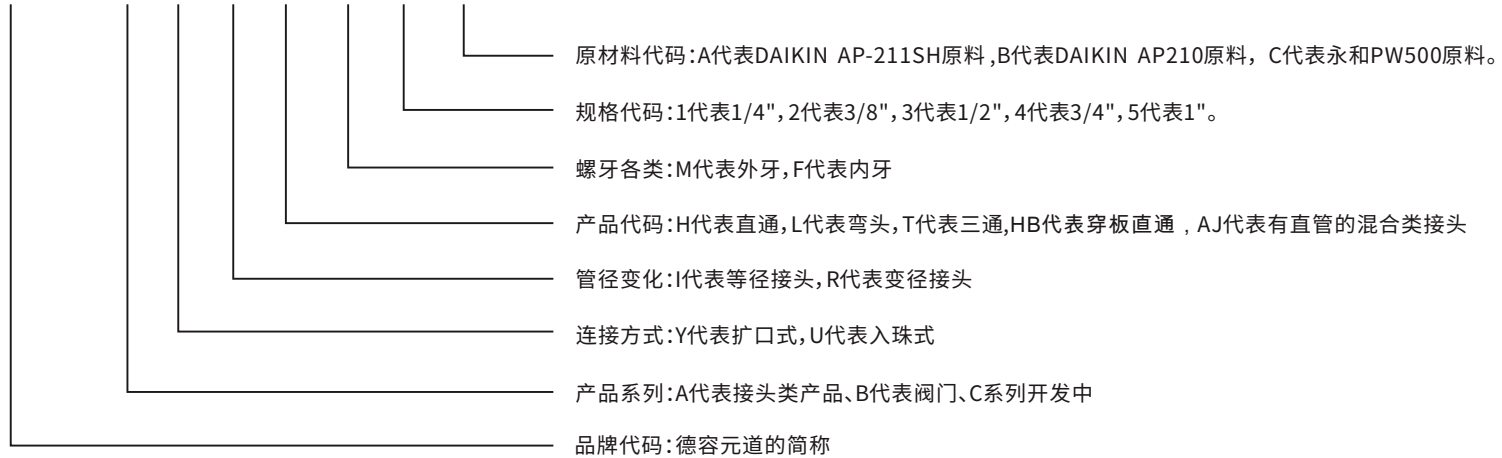 原材料代码:A代表DAIKIN AP-211SH原料,B代表DAIKIN AP210原料，C代表永和PW500原料。
规格代码:1代表1/4",2代表3/8",3代表1/2",4代表3/4",5代表1"。
螺牙各类:M代表外牙,F代表内牙
产品代码:H代表直通,L代表弯头,T代表三通,HB代表穿板直通，AJ代表有直管的混合类接头
管径变化:I代表等径接头,R代表变径接头
连接方式:Y代表扩口式,U代表入珠式
产品系列:A代表接头类产品、B代表阀门、C系列开发中
品牌代码:德容元道的简称